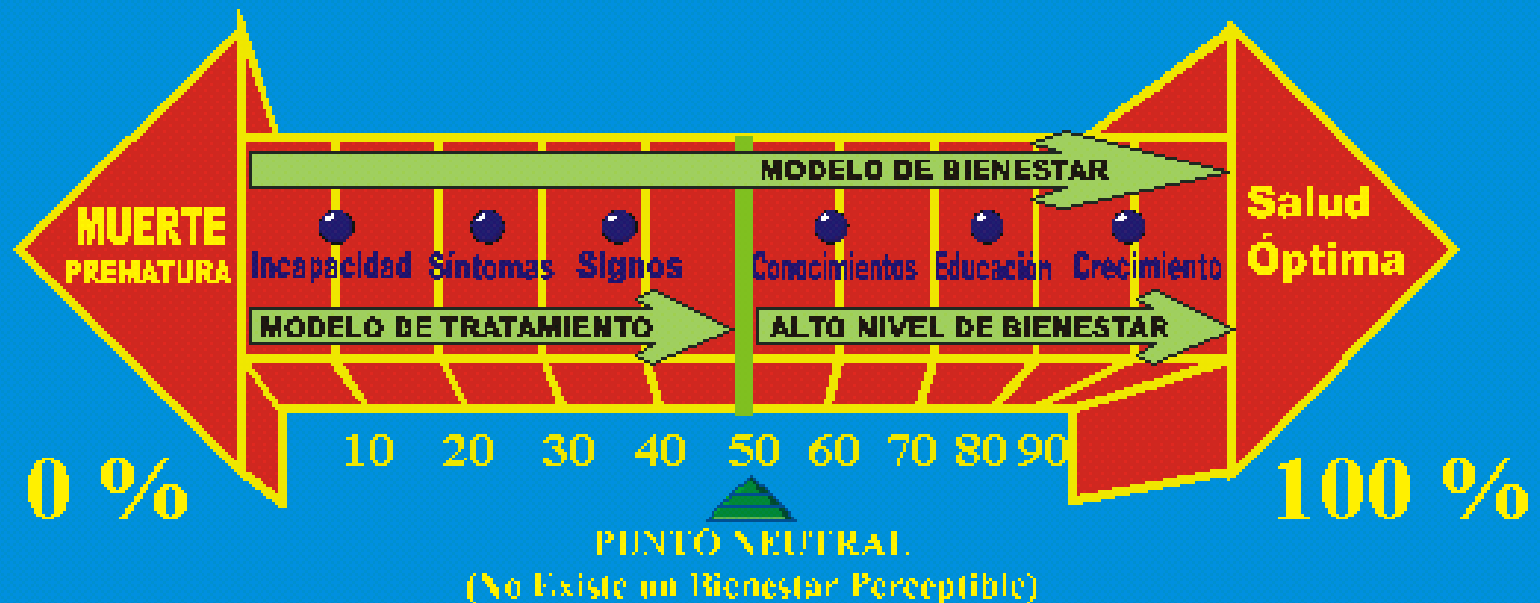 MODELO DE BIENESTAR
MUERTE
PREMATURA
Salud
Óptima
Incapacidad Síntomas Signos Conocimientos Educación Crecimiento
MODELO DE TRATAMIENTO ALTO NIVEL DE BIENESTAR
10 20 30 40 50 60 70 80 90
0 % 100 %
PUNTO NEUTRAL
(No Existe un Bienestar Perceptible)